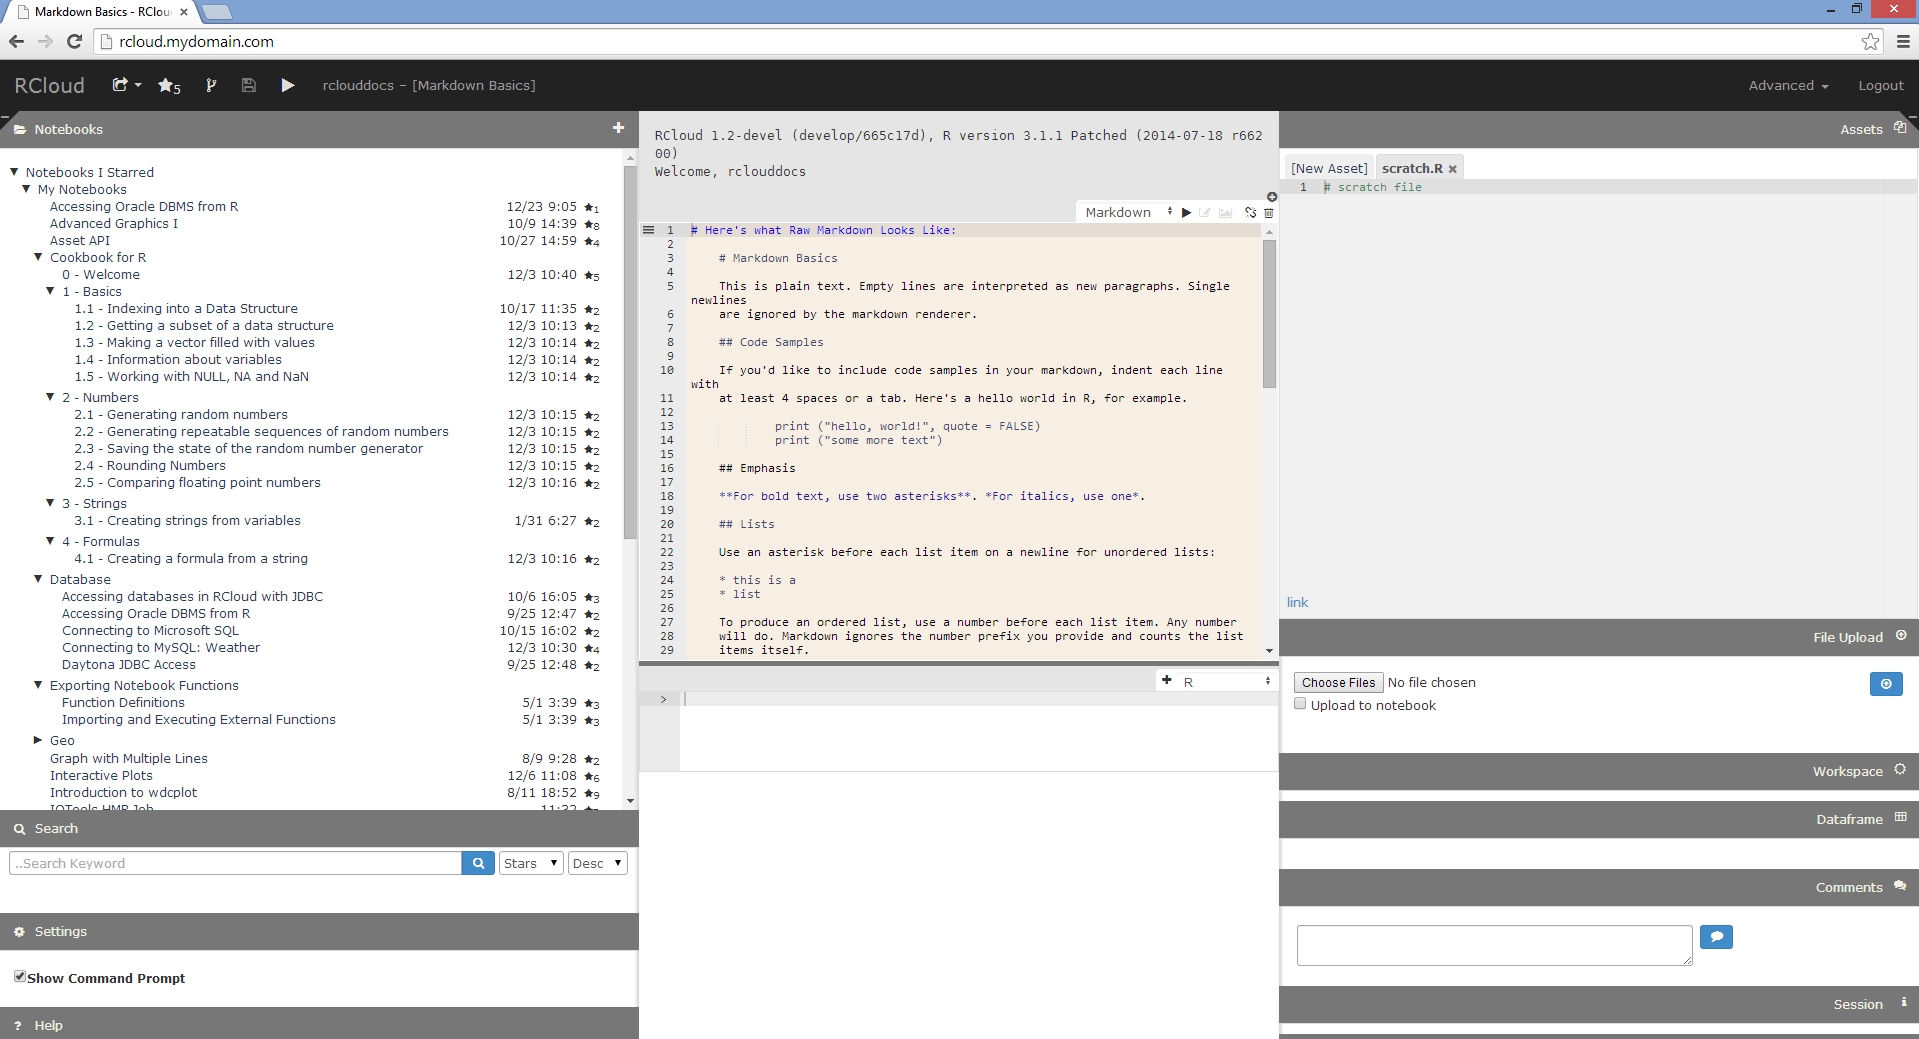 Markdown Basics - RClou
rcloud.mydomain.com
RCloud
5
rclouddocs – [Markdown Basics]
Advanced
Logout
Notebooks
Notebooks I Starred
My Notebooks
Accessing Oracle DBMS from R 12/23 9:05 ★1
Advanced Graphics I 10/9 14:39 ★8
Asset API 10/27 14:59 ★4
Cookbook for R
0 - Welcome 12/3 10:40 ★5
1 - Basics
1.1 - Indexing into a Data Structure 10/17 11:35 ★2
1.2 - Getting a subset of a data structure 12/3 10:13 ★2
1.3 - Making a vector filled with values 12/3 10:14 ★2
1.4 - Information about variables 12/3 10:14 ★2
1.5 - Working with NULL, NA and NaN 12/3 10:14 ★2
2 - Numbers
2.1 - Generating random numbers 12/3 10:15 ★2
2.2 - Generating repeatable sequences of random numbers 12/3 10:15 ★2
2.3 - Saving the state of the random number generator 12/3 10:15 ★2
2.4 - Rounding Numbers 12/3 10:15 ★2
2.5 - Comparing floating point numbers 12/3 10:16 ★2
3 - Strings
3.1 - Creating strings from variables 1/31 6:27 ★2
4 - Formulas
4.1 - Creating a formula from a string 12/3 10:16 ★2
Database
Accessing databases in RCloud with JDBC 10/6 16:05 ★3
Accessing Oracle DBMS from R 9/25 12:47 ★2
Connecting to Microsoft SQL 10/15 16:02 ★2
Connecting to MySQL: Weather 12/3 10:30 ★4
Daytona JDBC Access 9/25 12:48 ★2
Exporting Notebook Functions
Function Definitions 5/1 3:39 ★3
Importing and Executing External Functions 5/1 3:39 ★3
Geo
Graph with Multiple Lines 8/9 9:28 ★2
Interactive Plots 12/6 11:08 ★6
Introduction to wdcplot 8/11 18:52 ★9
IOTools HMR Job 11:32
Search
..Search Keyword
Stars
Desc
Settings
Show Command Prompt
? Help
RCloud 1.2-devel (develop/665c17d), R version 3.1.1 Patched (2014-07-18 r662
00)
Welcome, rclouddocs
Markdown
1 # Here's what Raw Markdown Looks Like:
2
3 # Markdown Basics
4
5 This is plain text. Empty lines are interpreted as new paragraphs. Single
newlines
6 are ignored by the markdown renderer.
7
8 ## Code Samples
9
10 If you'd like to include code samples in your markdown, indent each line
with
11 at least 4 spaces or a tab. Here's a hello world in R, for example.
12
13 print ("hello, world!", quote = FALSE)
14 print ("some more text")
15
16 ## Emphasis
17
18 **For bold text, use two asterisks**. *For italics, use one*.
19
20 ## Lists
21
22 Use an asterisk before each list item on a newline for unordered lists:
23
24 * this is a
25 * list
26
27 To produce an ordered list, use a number before each list item. Any number
28 will do. Markdown ignores the number prefix you provide and counts the list
29 items itself.
R
>
Assets
[New Asset]
scratch.R
1 # scratch file
link
File Upload
Choose Files No file chosen
Upload to notebook
Workspace
Dataframe
Comments
Session